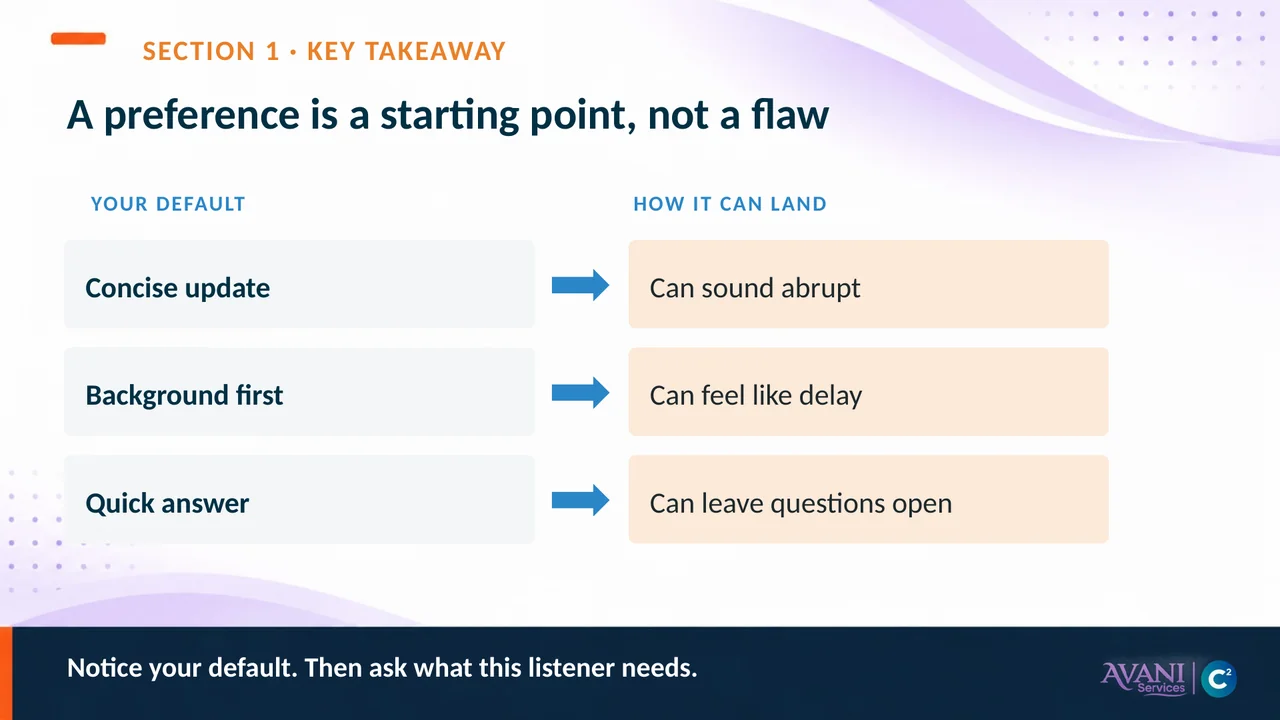 SECTION 1 · KEY TAKEAWAY
A preference is a starting point, not a flaw
YOUR DEFAULT
HOW IT CAN LAND
Concise update
Can sound abrupt
Background first
Can feel like delay
Quick answer
Can leave questions open
Notice your default. Then ask what this listener needs.
AVANI
Services
C²